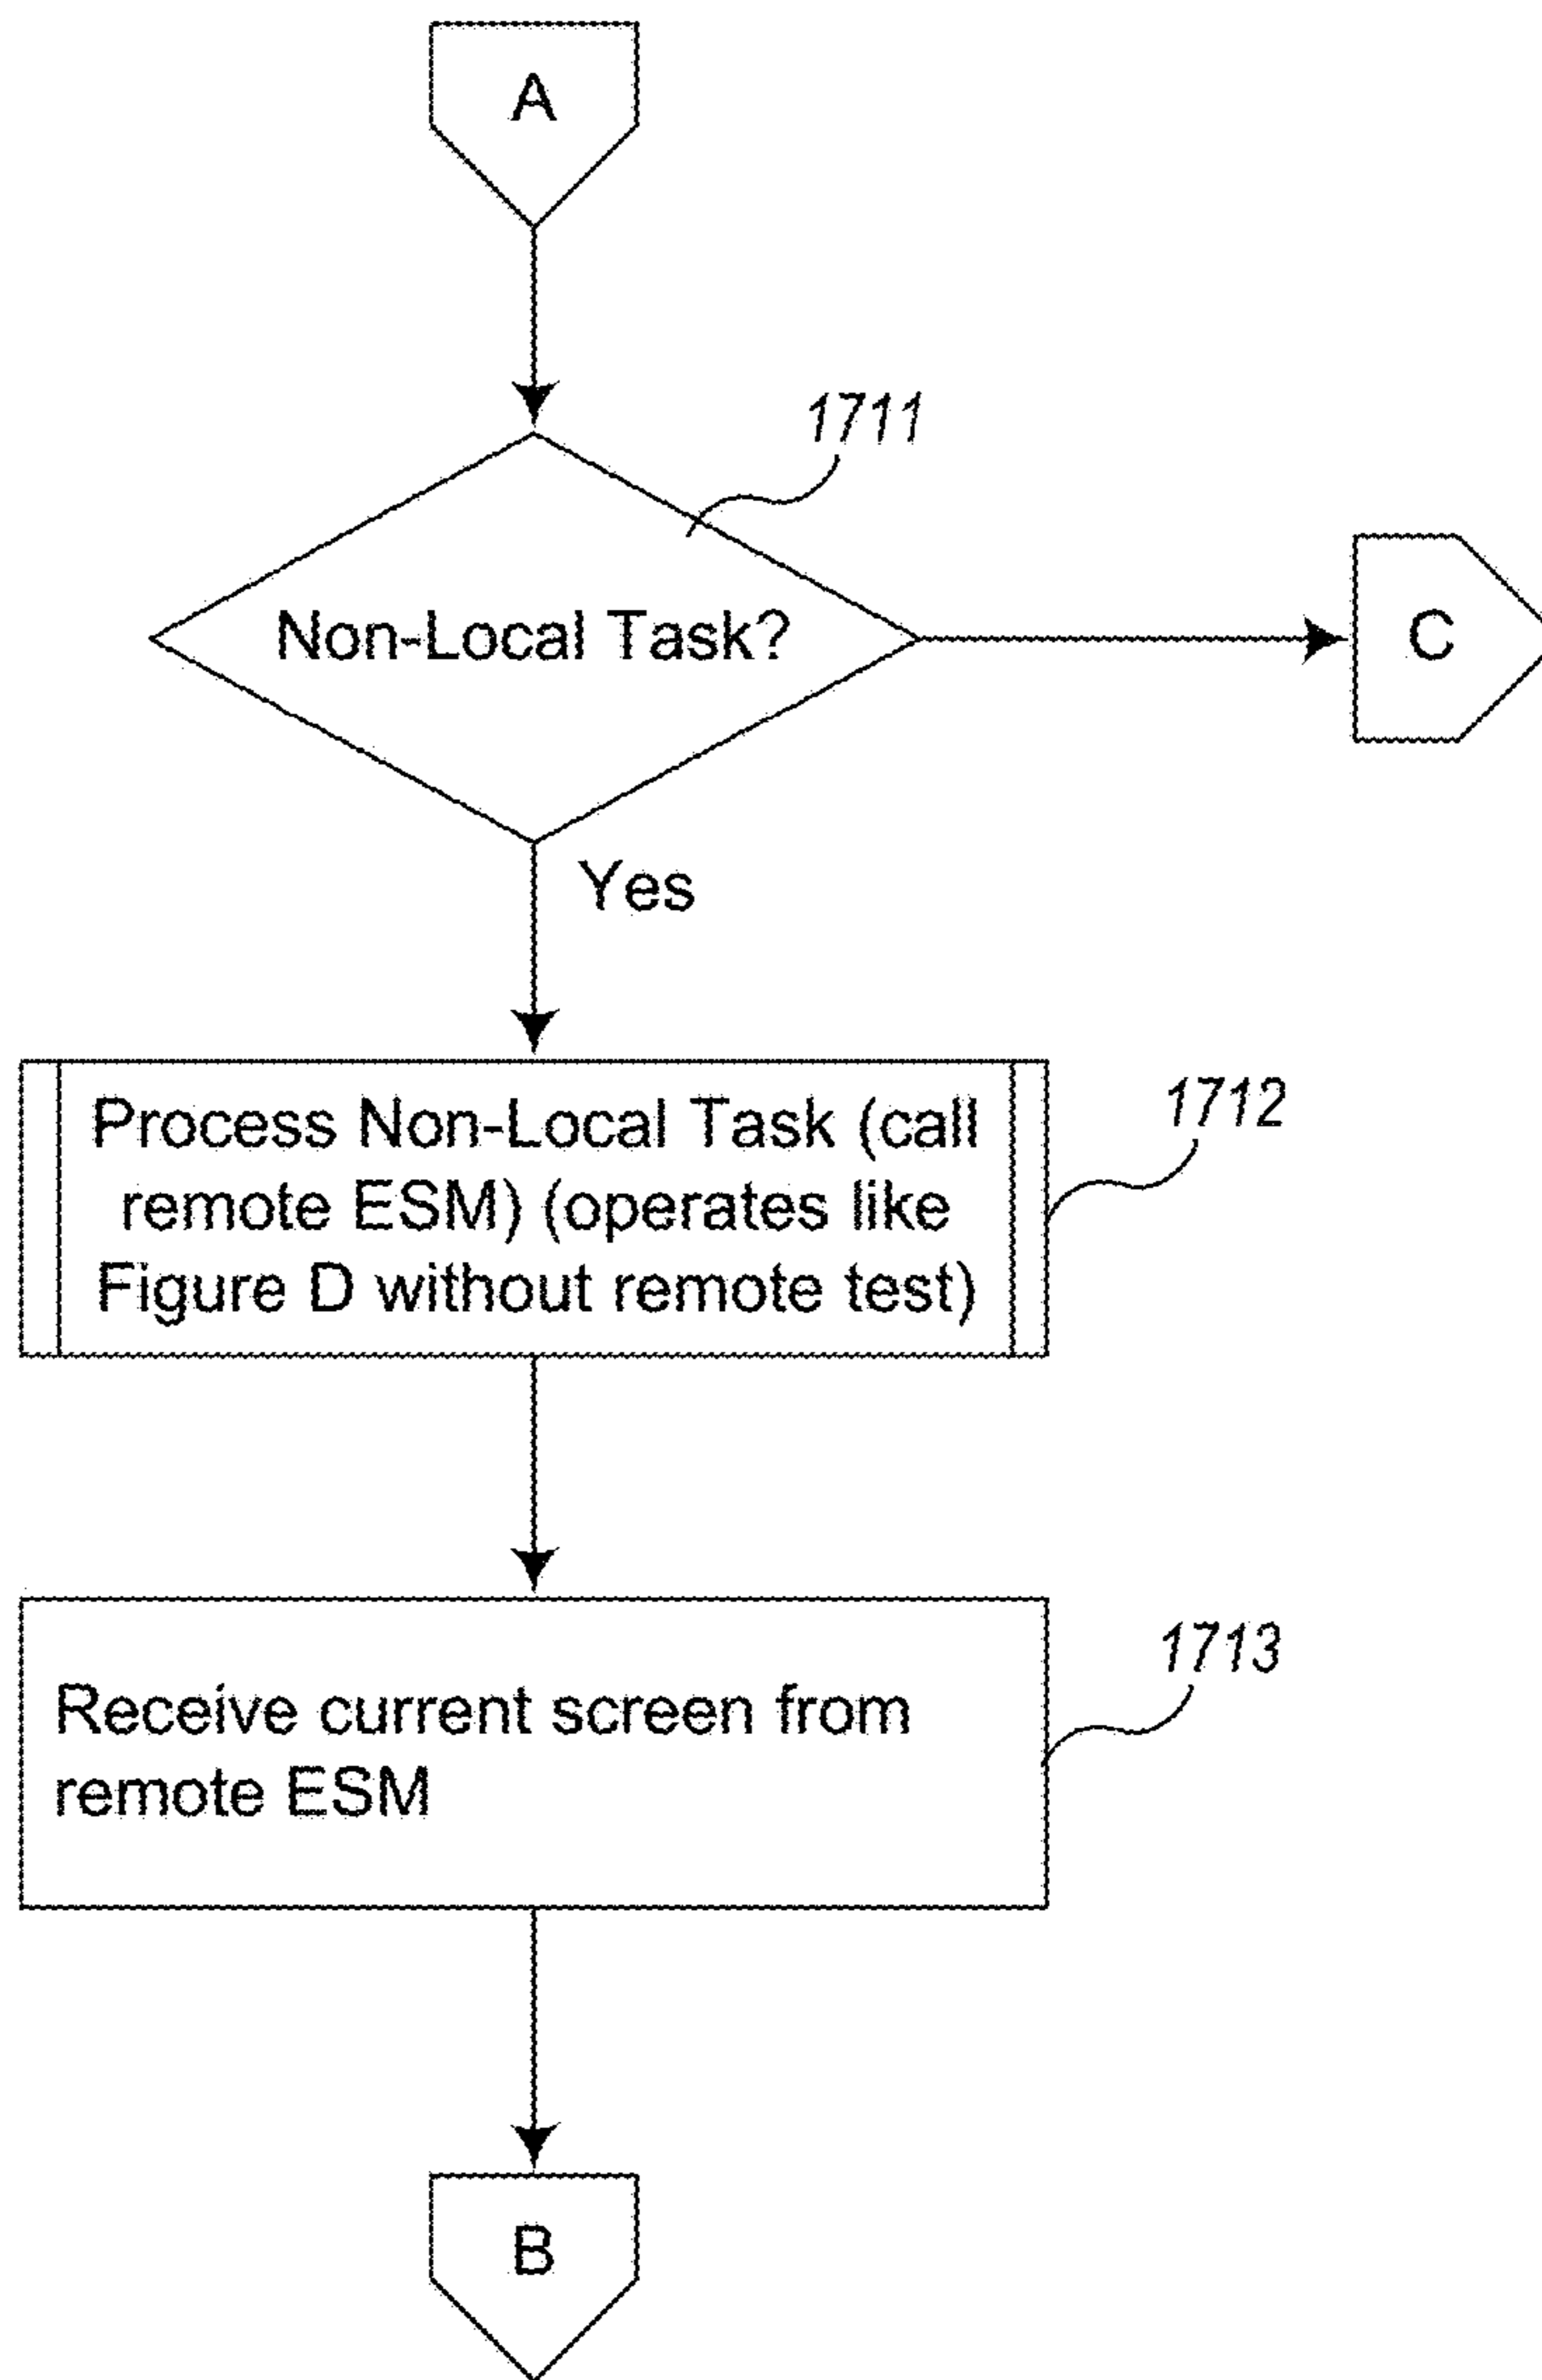 A
1711
Non-Local Task?
C
Yes
Process Non-Local Task (call
remote ESM) (operates like
Figure D without remote test)
1712
Receive current screen from
remote ESM
1713
B